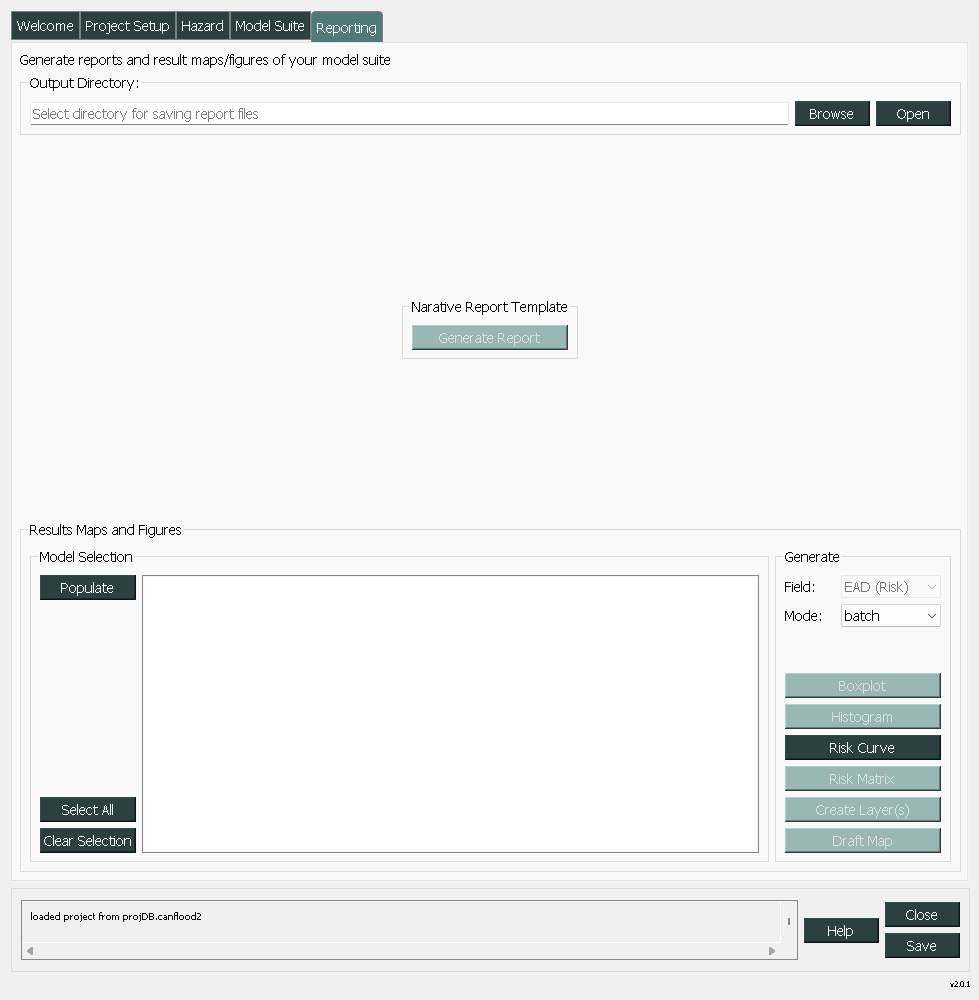 Welcome Project Setup Hazard Model Suite Reporting
Generate reports and result maps/figures of your model suite
Output Directory:
Select directory for saving report files Browse Open
Narative Report Template
Generate Report
Results Maps and Figures
Model Selection
Populate
Select All
Clear Selection
Generate
Field: EAD (Risk)
Mode: batch
Boxplot
Histogram
Risk Curve
Risk Matrix
Create Layer(s)
Draft Map
loaded project from projDB.canflood2
Help
Close
Save
v2.0.1